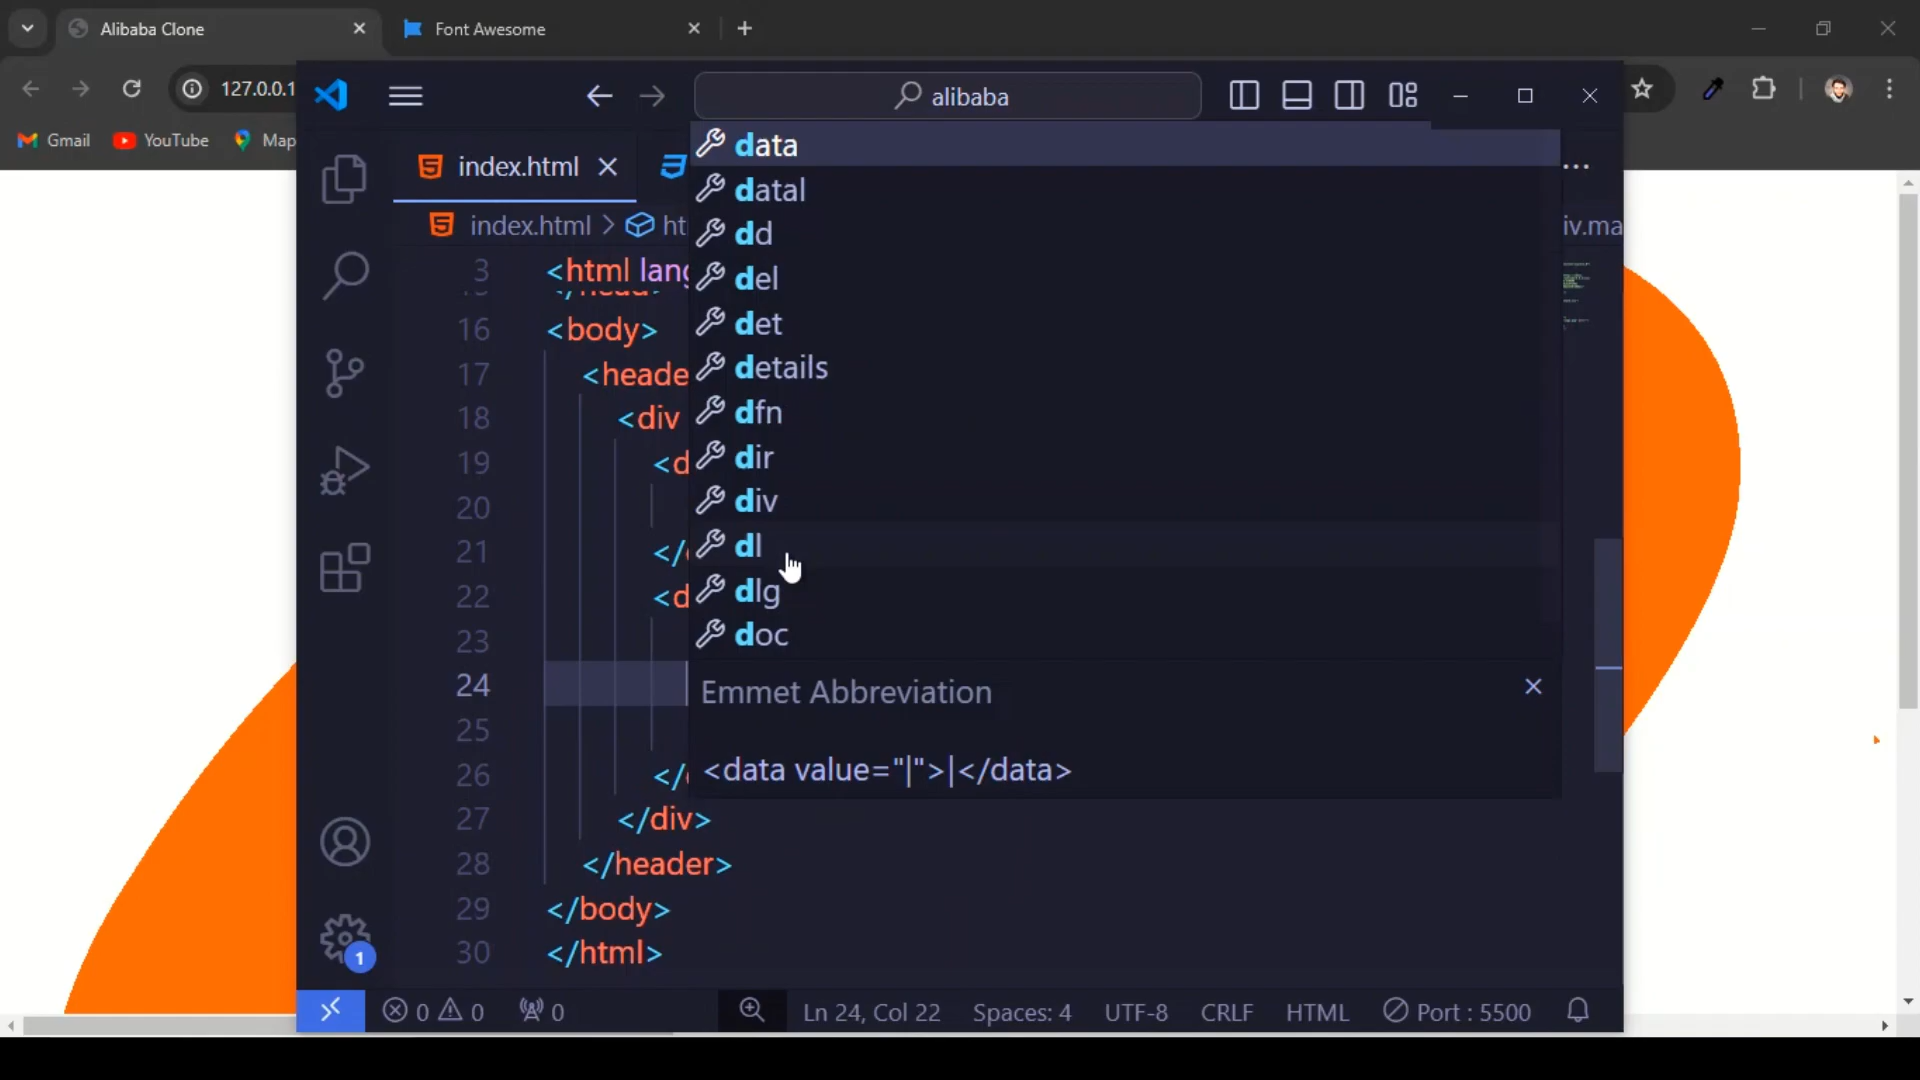 Alibaba Clone
Font Awesome
127.0.0.1
Gmail
YouTube
Map
alibaba
index.html
index.html > ht
iv.ma
data
datal
dd
del
det
details
dfn
dir
div
dl
dlg
doc
Emmet Abbreviation
<data value="|">|</data>
3 <html lang
16 <body>
17 <heade
18 <div
19 <d
20
21 </
22 <d
23
24
25
26 </
27 </div>
28 </header>
29 </body>
30 </html>
1
0 0 0
Ln 24, Col 22
Spaces: 4
UTF-8
CRLF
HTML
Port : 5500